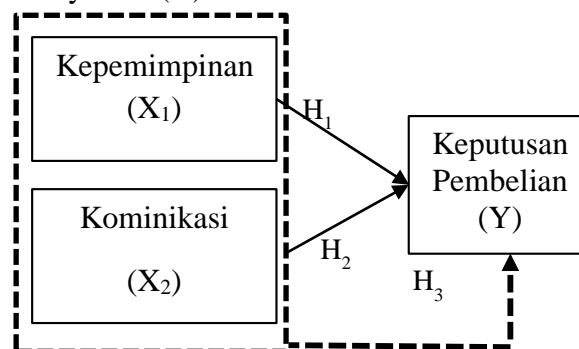 Kepemimpinan
(X₁)
H₁
Keputusan
Pembelian
(Y)
Kominikasi
(X₂)
H₂
H₃